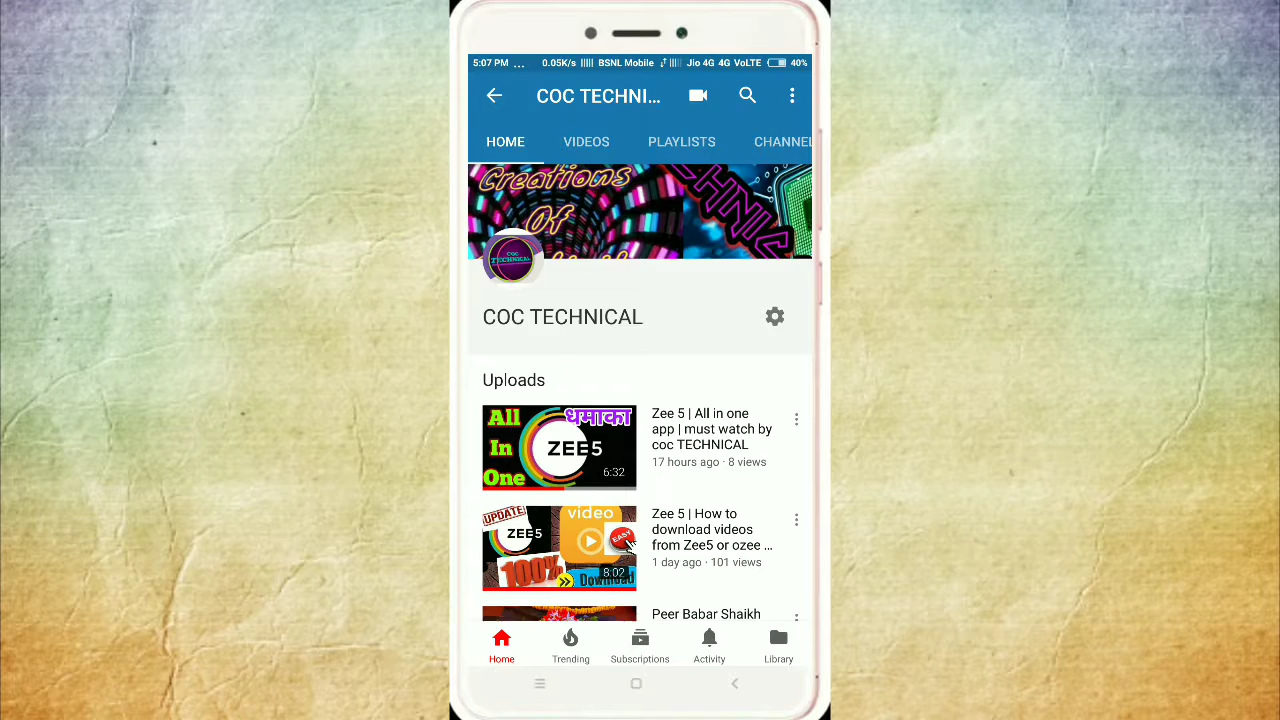 5:07 PM ... 0.05K/s BSNL Mobile Jio 4G 4G VoLTE 40%
COC TECHNI...
HOME VIDEOS PLAYLISTS CHANNEL
Creations
Of
COC TECHNICAL
COC TECHNICAL
Uploads
All
In
One
धमाका
ZEE5
6:32
Zee 5 | All in one
app | must watch by
coc TECHNICAL
17 hours ago · 8 views
UPDATE
ZEE5
video
EASY
100%
Download
8:02
Zee 5 | How to
download videos
from Zee5 or ozee ...
1 day ago · 101 views
Peer Babar Shaikh
Home Trending Subscriptions Activity Library